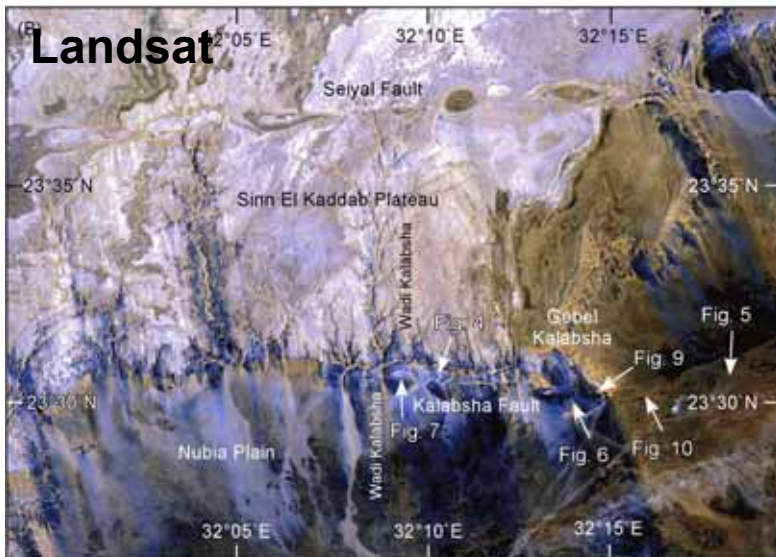 (B)
Landsat
32°05´E
32°10´E
32°15´E
Seiyal Fault
23°35´N
23°35´N
Sinn El Kaddab Plateau
Wadi Kalabsha
Fig. 4
Gebel
Kalabsha
Fig. 5
Fig. 9
23°30´N
Kalabsha Fault
23°30´N
Fig. 7
Nubia Plain
Wadi Kalabsha
Fig. 6
Fig. 10
32°05´E
32°10´E
32°15´E